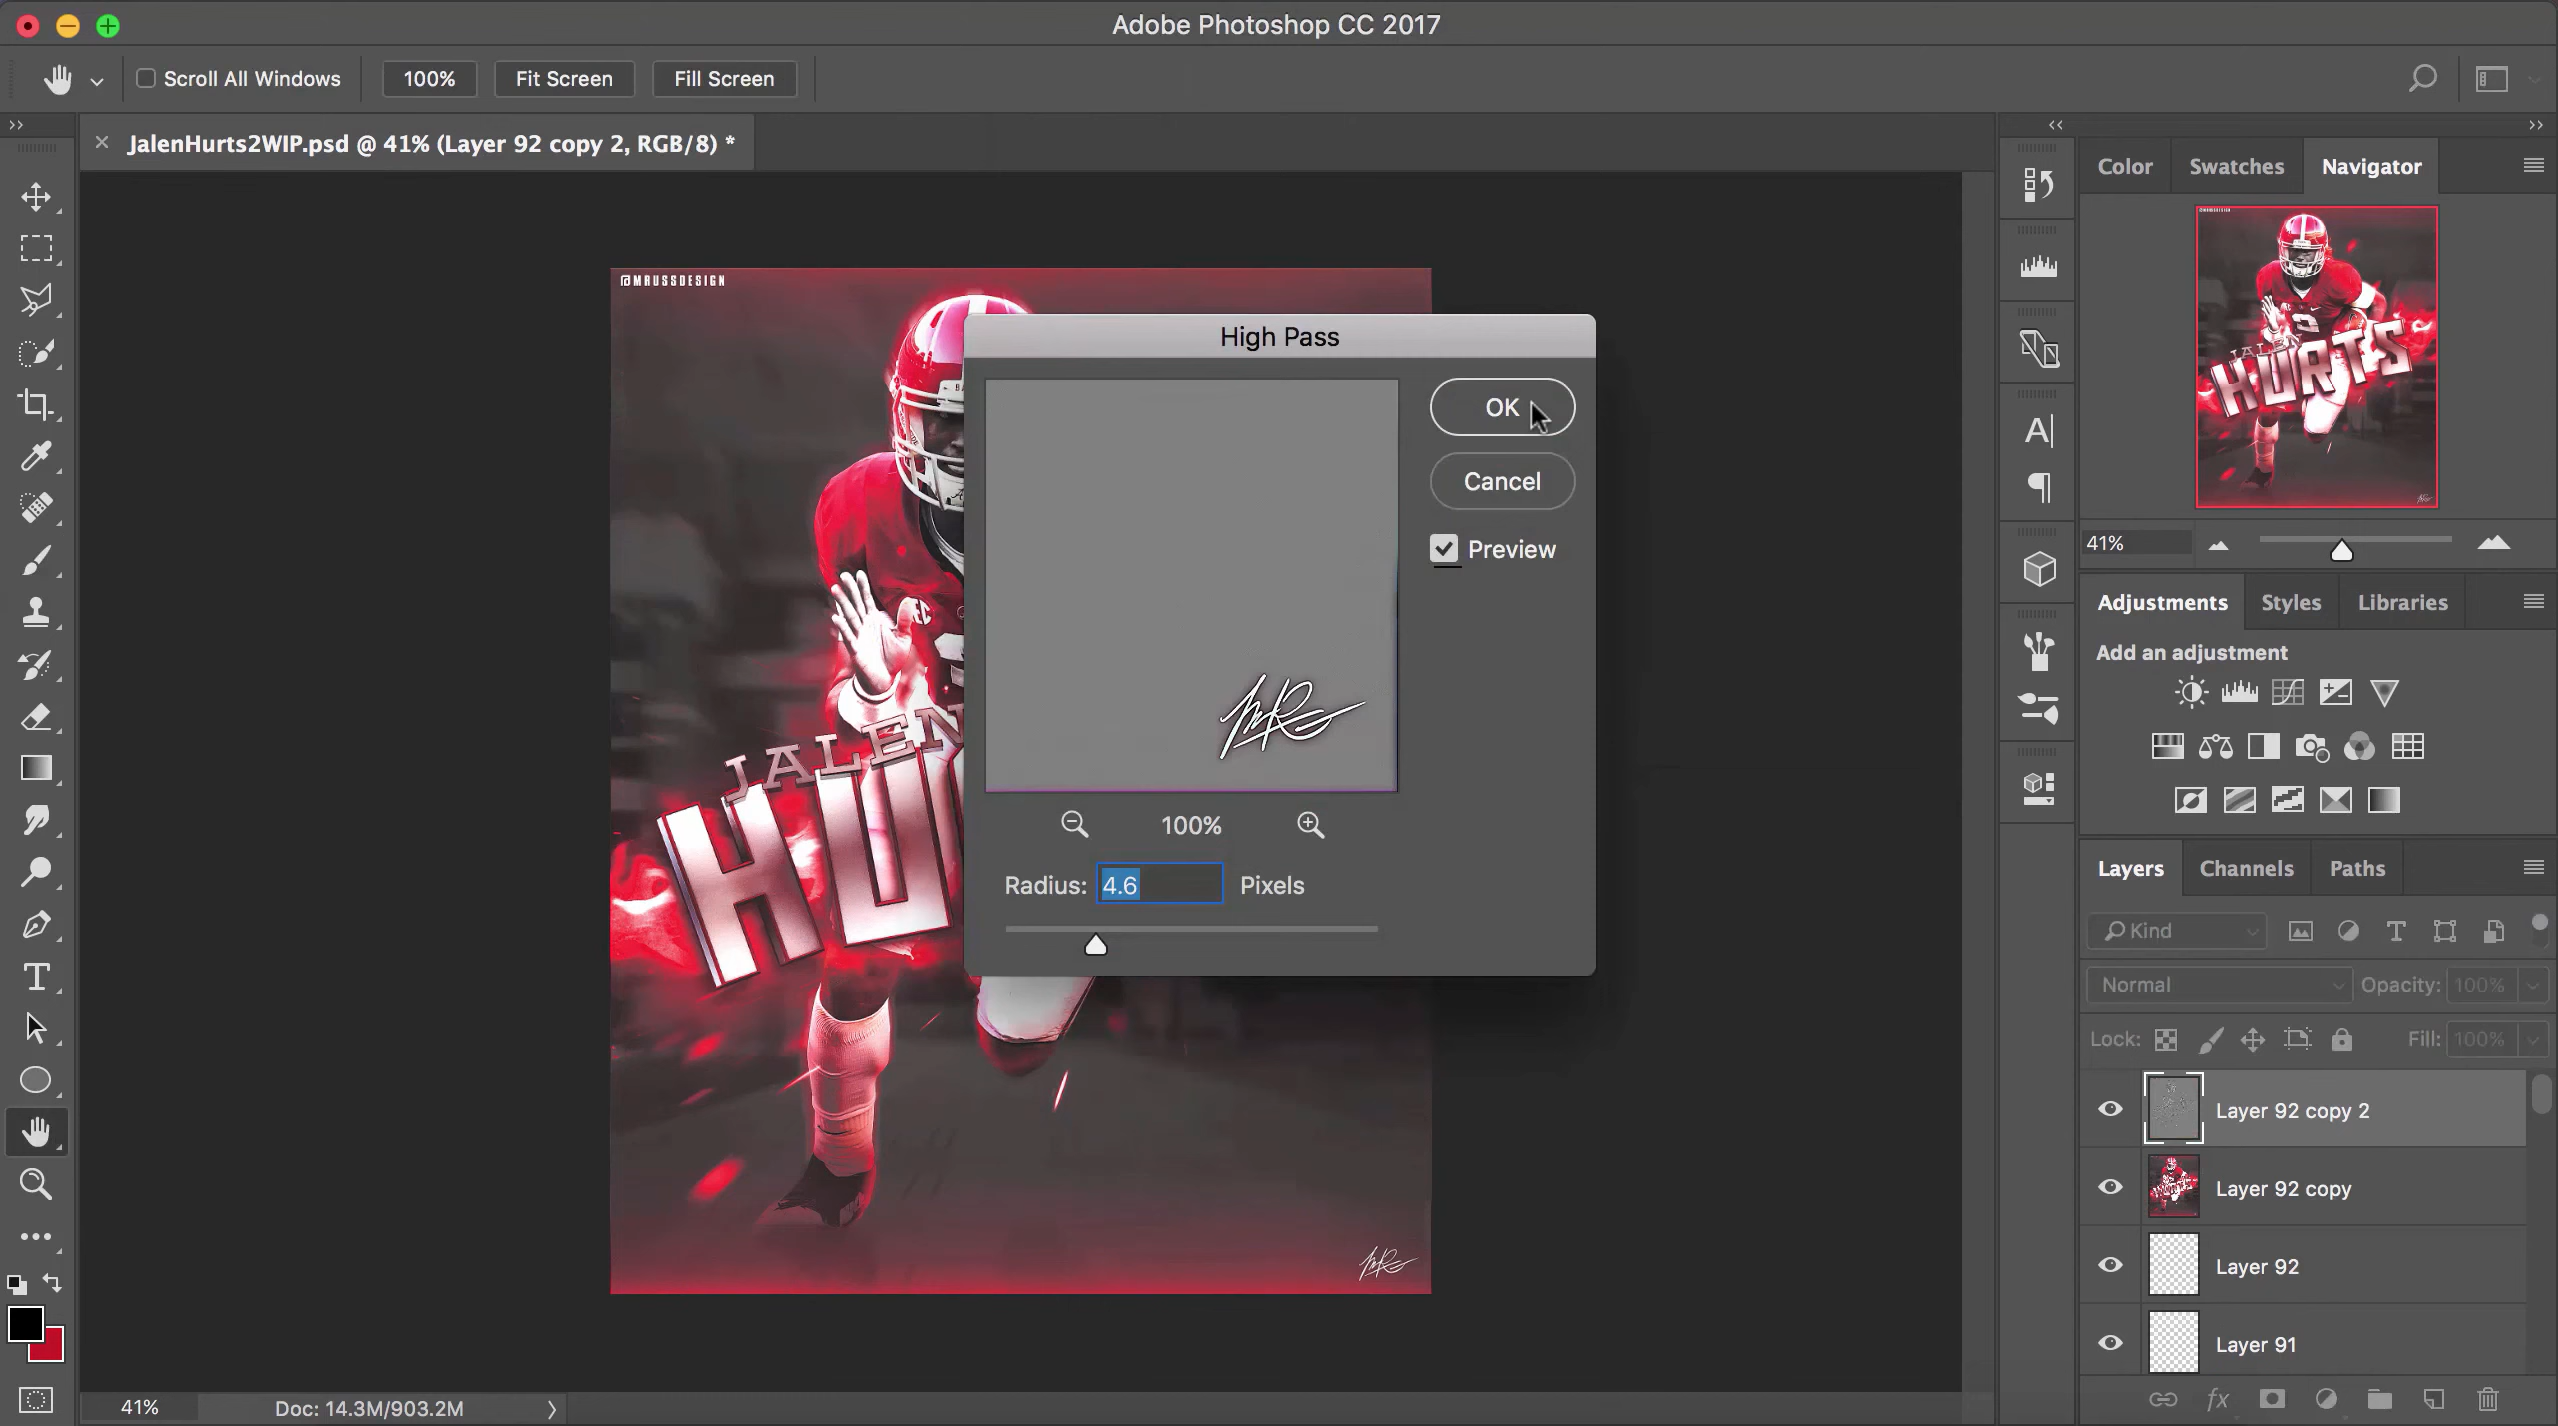 Adobe Photoshop CC 2017
Scroll All Windows
100%
Fit Screen
Fill Screen
JalenHurts2WIP.psd @ 41% (Layer 92 copy 2, RGB/8) *
@MRUSSDESIGN
JALEN
HU
High Pass
OK
Cancel
Preview
100%
Radius: 4.6 Pixels
Color
Swatches
Navigator
JALEN
HURTS
41%
Adjustments
Styles
Libraries
Add an adjustment
Layers
Channels
Paths
Kind
Normal
Opacity: 100%
Lock:
Fill: 100%
Layer 92 copy 2
Layer 92 copy
Layer 92
Layer 91
41%
Doc: 14.3M/903.2M